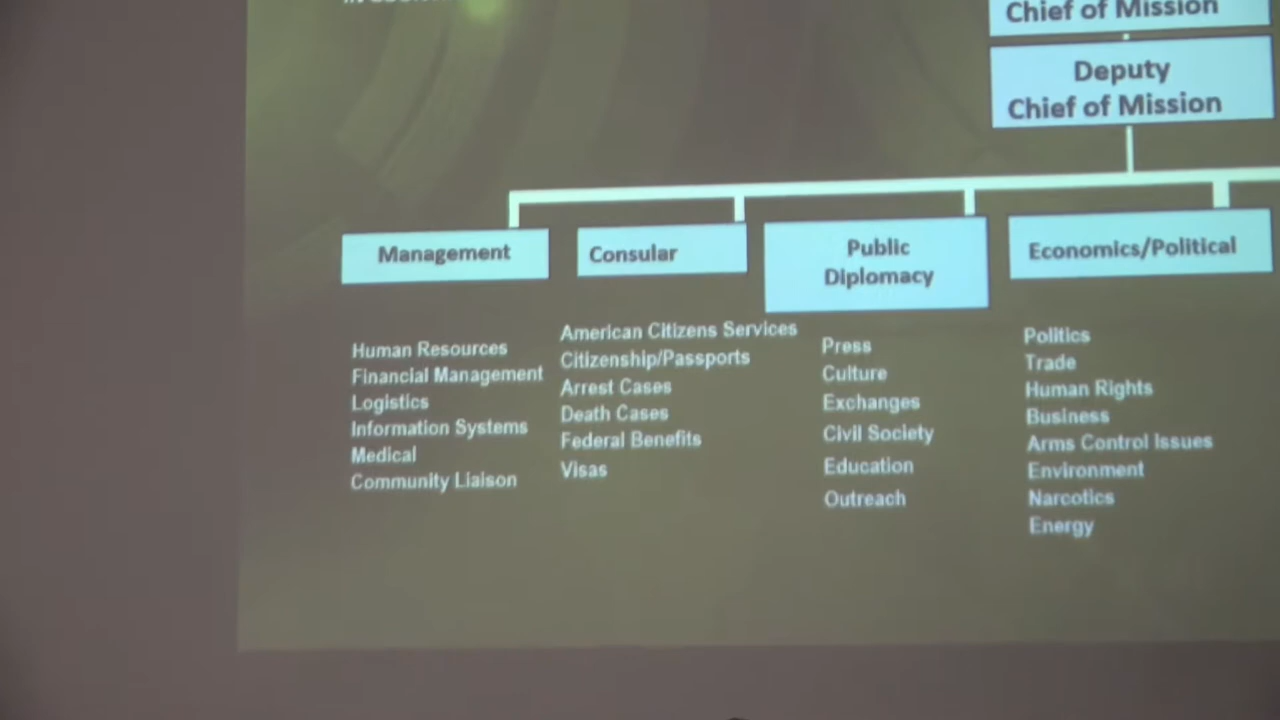 Chief of Mission
Deputy
Chief of Mission
Management
Human Resources
Financial Management
Logistics
Information Systems
Medical
Community Liaison
Consular
American Citizens Services
Citizenship/Passports
Arrest Cases
Death Cases
Federal Benefits
Visas
Public
Diplomacy
Press
Culture
Exchanges
Civil Society
Education
Outreach
Economics/Political
Politics
Trade
Human Rights
Business
Arms Control Issues
Environment
Narcotics
Energy